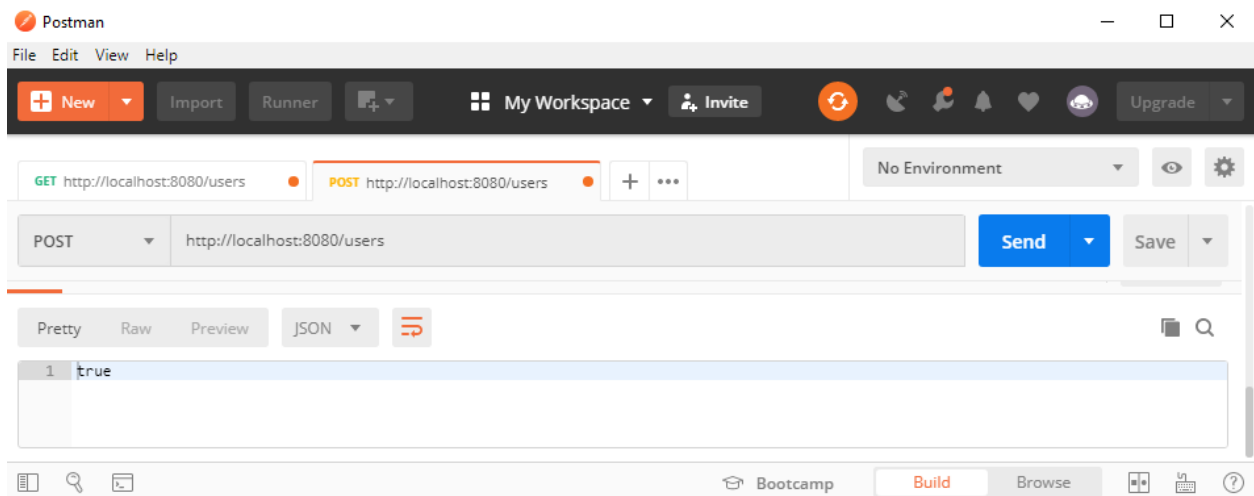 Postman
File Edit View Help
New Import Runner My Workspace Invite Upgrade
GET http://localhost:8080/users POST http://localhost:8080/users No Environment
POST http://localhost:8080/users Send Save
Pretty Raw Preview JSON
1 true
Bootcamp Build Browse